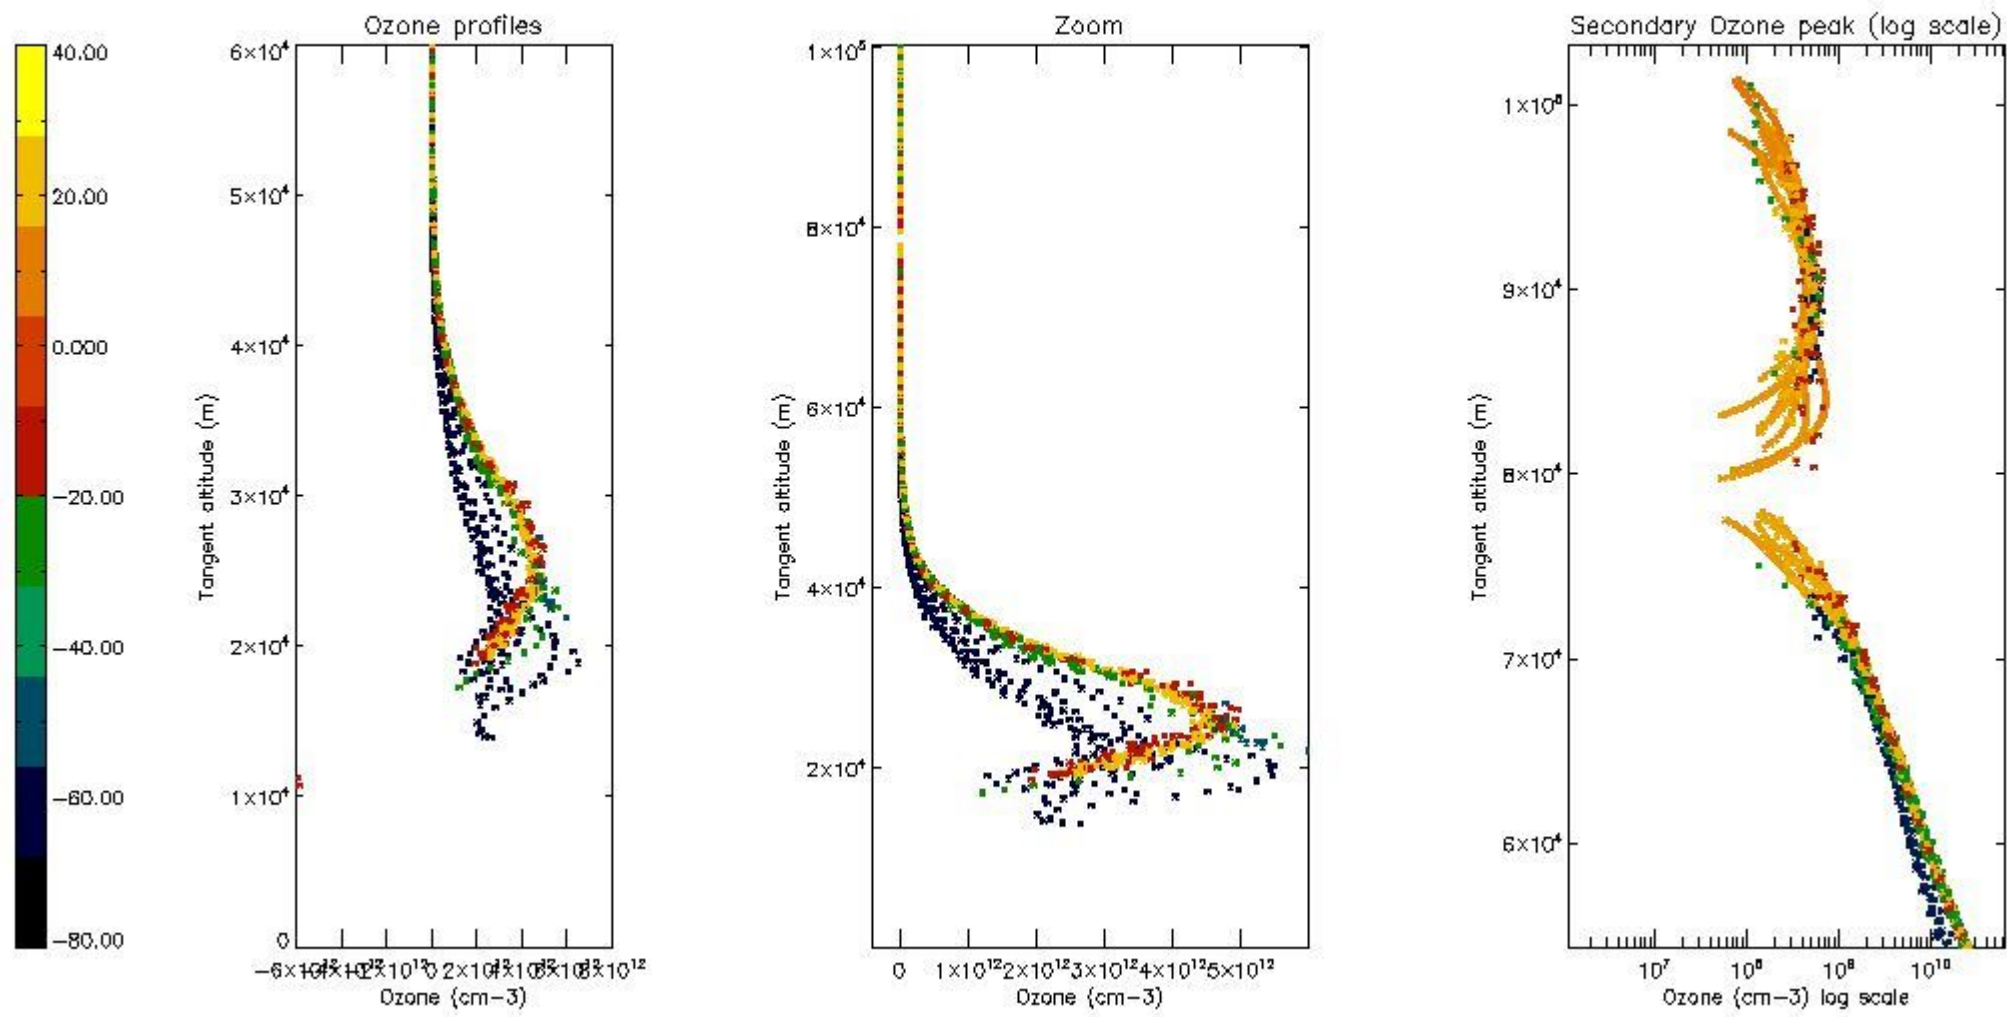 Ozone profiles
Zoom
Secondary Ozone peak (log scale)
40.00
20.00
0.000
−20.00
−40.00
−60.00
−80.00
6×10⁴
5×10⁴
4×10⁴
3×10⁴
2×10⁴
1×10⁴
0
Tangent altitude (m)
0
8×10¹²
Ozone (cm−3)
1×10⁵
8×10⁴
6×10⁴
4×10⁴
2×10⁴
Tangent altitude (m)
0 1×10¹² 2×10¹² 3×10¹² 4×10¹² 5×10¹²
Ozone (cm−3)
9×10⁴
8×10⁴
7×10⁴
6×10⁴
Tangent altitude (m)
10⁷ 10⁸ 10⁹ 10¹⁰
Ozone (cm−3) log scale